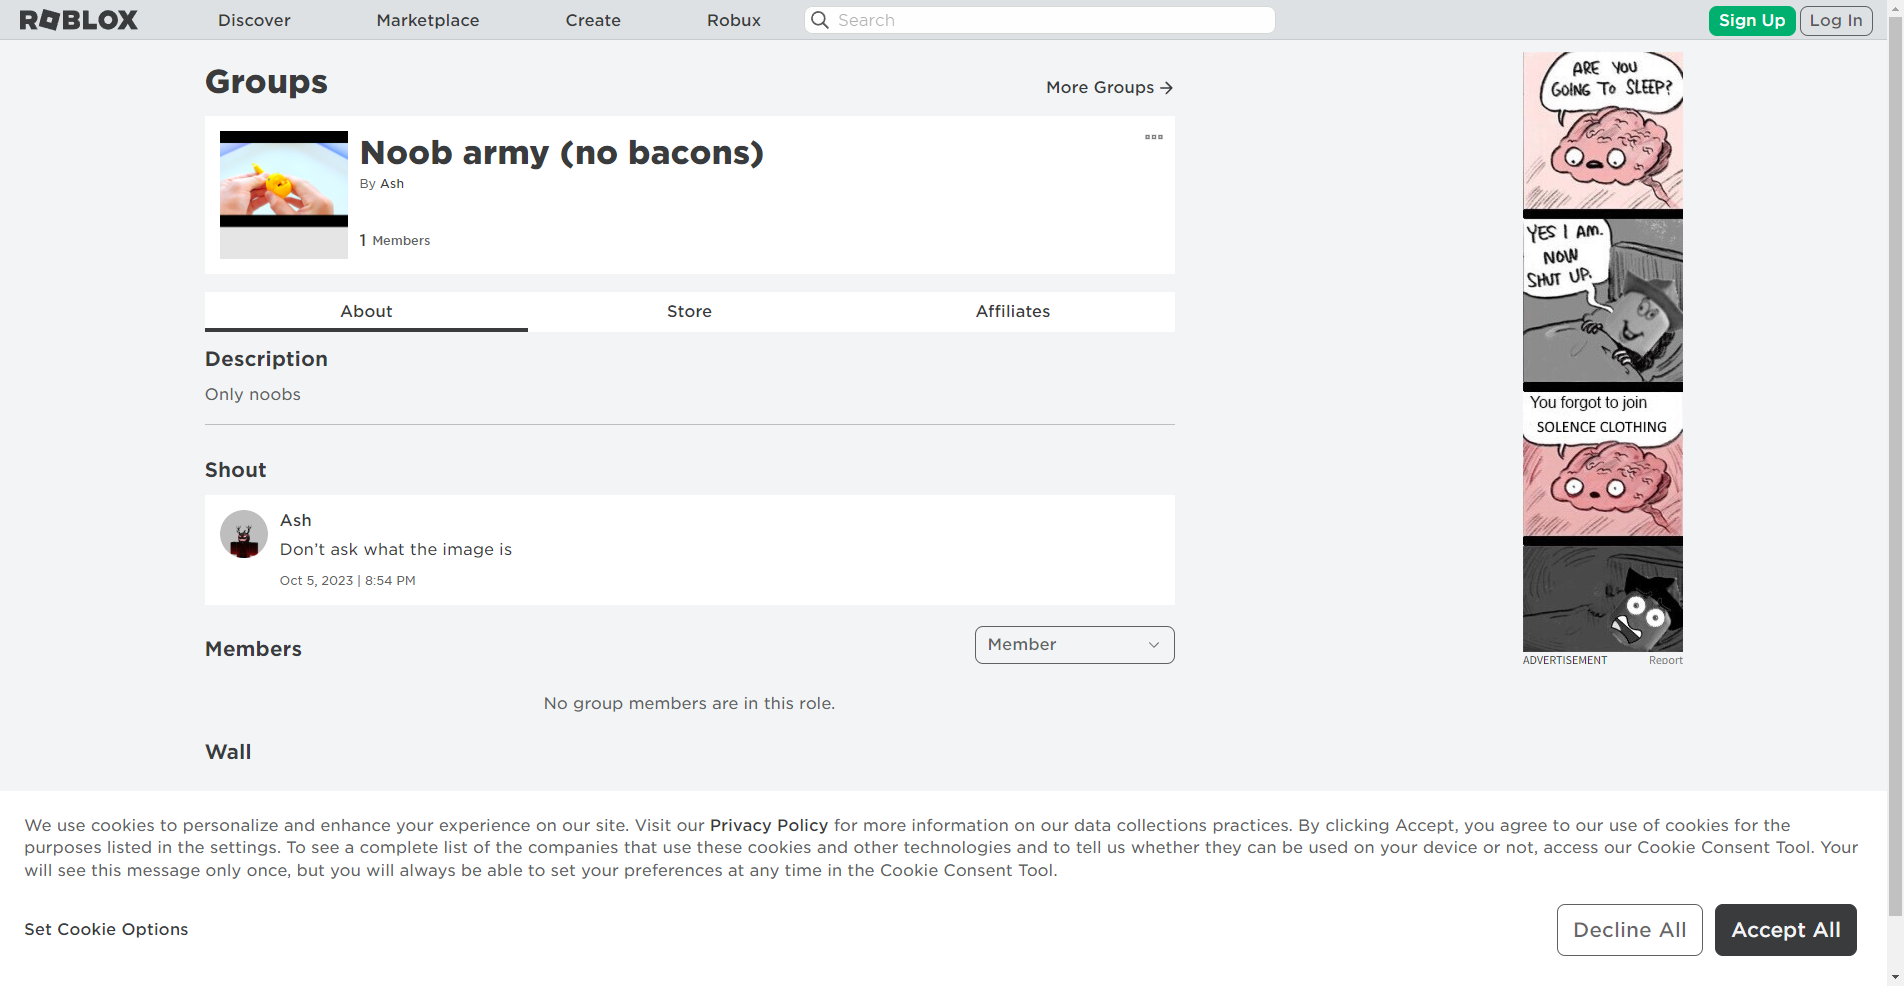 ROBLOX
Discover
Marketplace
Create
Robux
Search
Sign Up
Log In
Groups
More Groups
Noob army (no bacons)
By Ash
1 Members
About
Store
Affiliates
Description
Only noobs
Shout
Ash
Don't ask what the image is
Oct 5, 2023 | 8:54 PM
Members
Member
No group members are in this role.
Wall
ARE YOU
GOING TO SLEEP?
YES I AM.
NOW
SHUT UP.
You forgot to join
SOLENCE CLOTHING
ADVERTISEMENT
Report
We use cookies to personalize and enhance your experience on our site. Visit our Privacy Policy for more information on our data collections practices. By clicking Accept, you agree to our use of cookies for the
purposes listed in the settings. To see a complete list of the companies that use these cookies and other technologies and to tell us whether they can be used on your device or not, access our Cookie Consent Tool. Your
will see this message only once, but you will always be able to set your preferences at any time in the Cookie Consent Tool.
Set Cookie Options
Decline All
Accept All